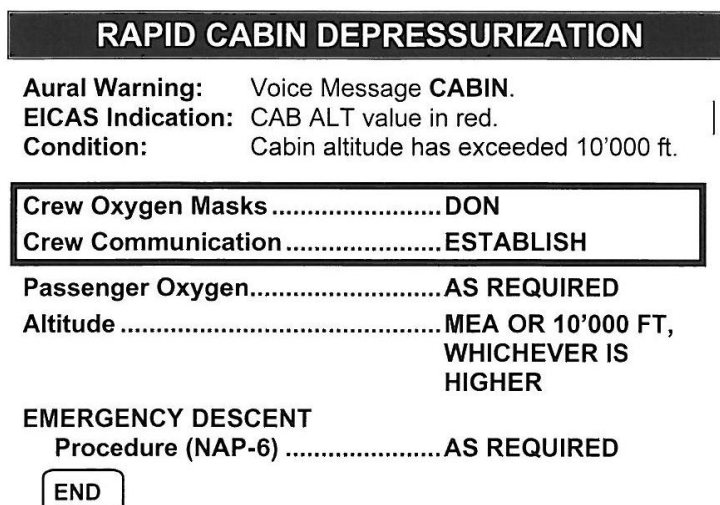 RAPID CABIN DEPRESSURIZATION
Aural Warning: Voice Message CABIN.
EICAS Indication: CAB ALT value in red.
Condition: Cabin altitude has exceeded 10'000 ft.
Crew Oxygen Masks ........................ DON
Crew Communication ...................... ESTABLISH
Passenger Oxygen........................... AS REQUIRED
Altitude ............................................ MEA OR 10'000 FT,
WHICHEVER IS
HIGHER
EMERGENCY DESCENT
Procedure (NAP-6) ...................... AS REQUIRED
END